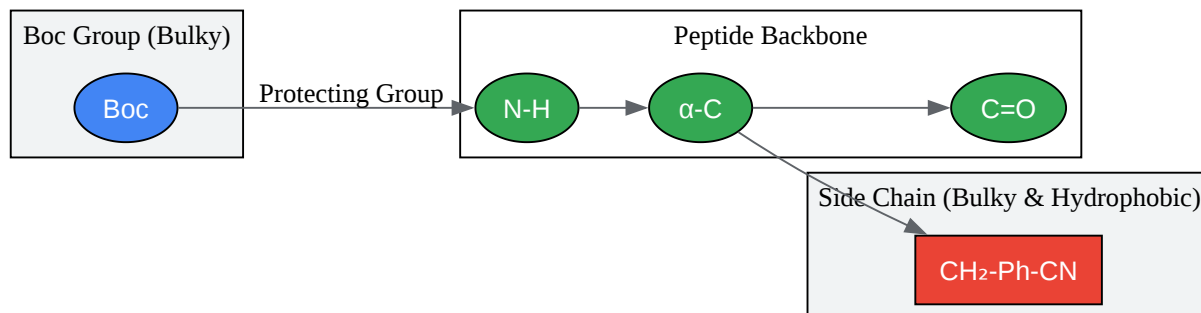 Boc Group (Bulky)
Peptide Backbone
Boc
Protecting Group
N-H
α-C
C=O
Side Chain (Bulky & Hydrophobic)
CH₂-Ph-CN